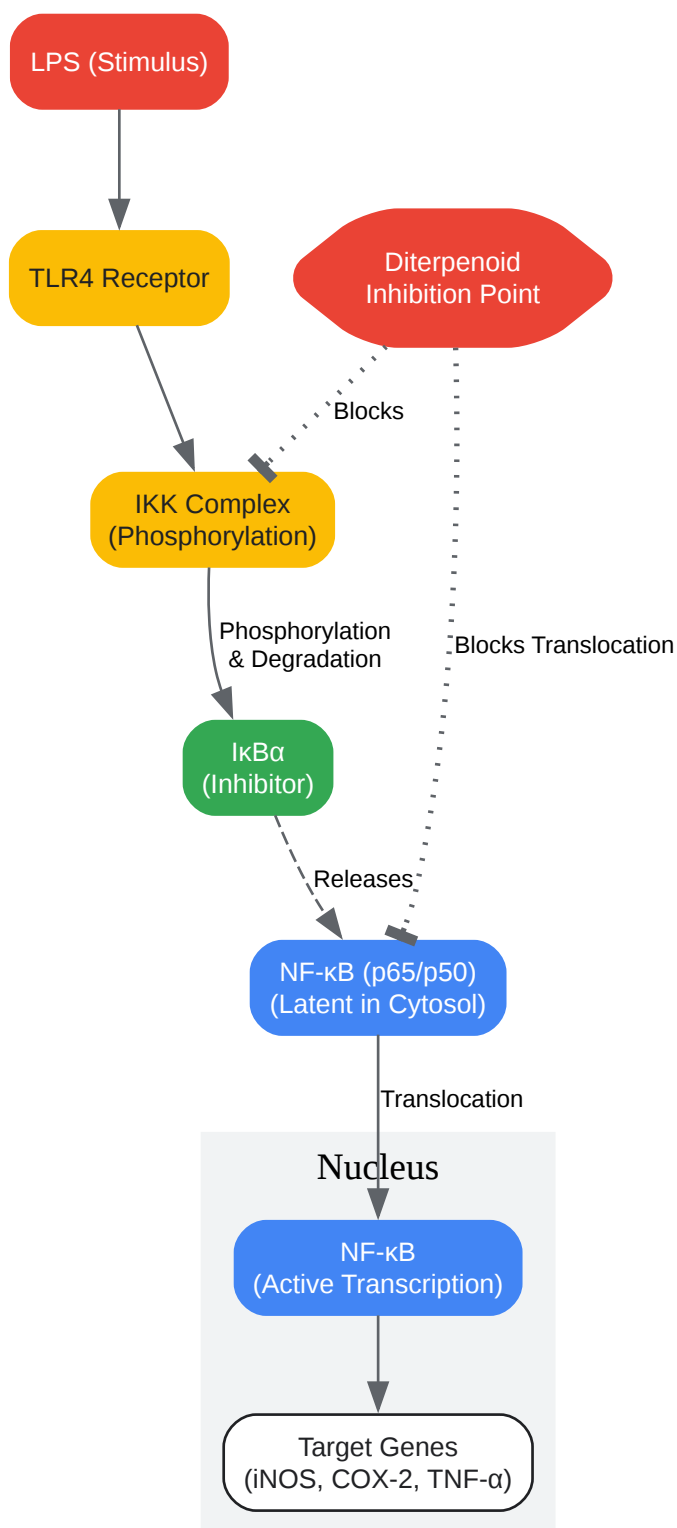 LPS (Stimulus)
TLR4 Receptor
Diterpenoid
Inhibition Point
Blocks
IKK Complex
(Phosphorylation)
Phosphorylation
& Degradation
Blocks Translocation
IκBα
(Inhibitor)
Releases
NF-κB (p65/p50)
(Latent in Cytosol)
Translocation
Nucleus
NF-κB
(Active Transcription)
Target Genes
(iNOS, COX-2, TNF-α)